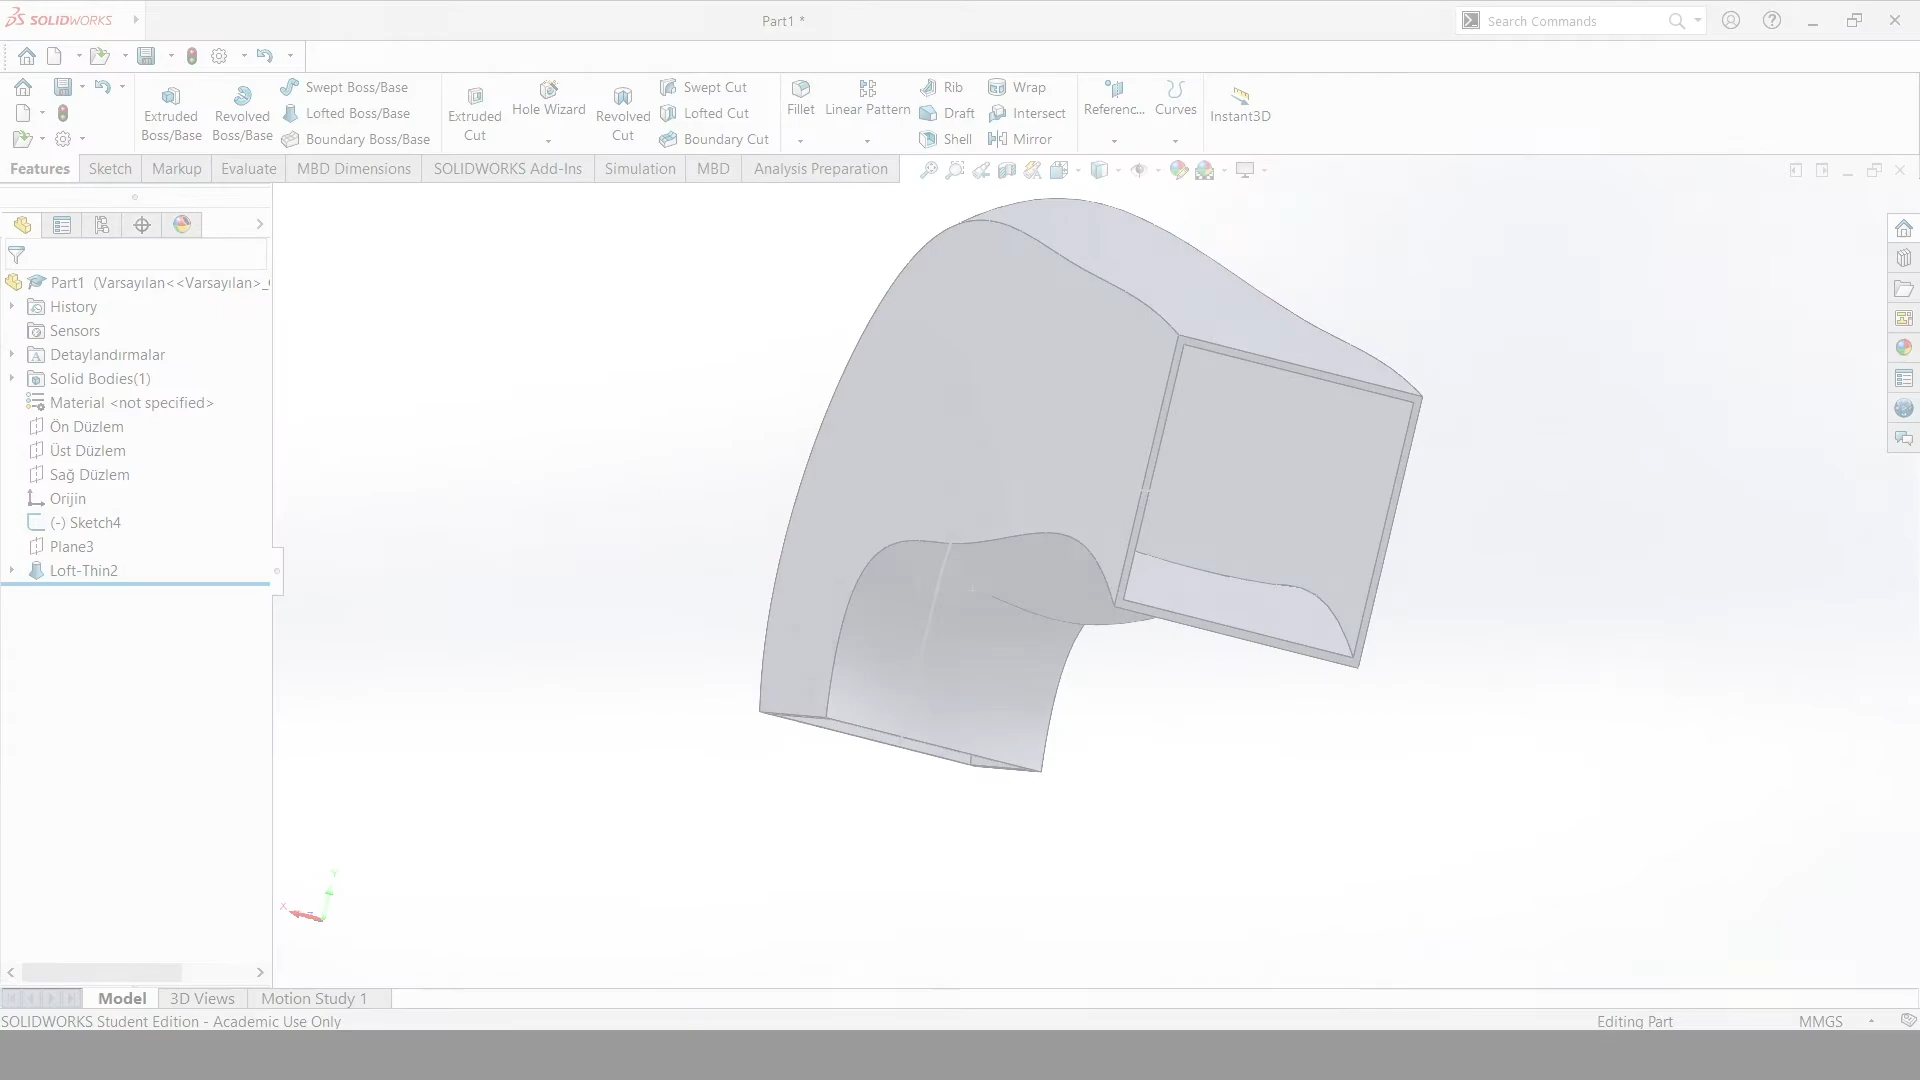 SOLIDWORKS
Part1 *
Search Commands
Extruded Boss/Base
Revolved Boss/Base
Swept Boss/Base
Lofted Boss/Base
Boundary Boss/Base
Extruded Cut
Hole Wizard
Revolved Cut
Swept Cut
Lofted Cut
Boundary Cut
Fillet
Linear Pattern
Rib
Draft
Shell
Wrap
Intersect
Mirror
Referenc...
Curves
Instant3D
Features
Sketch
Markup
Evaluate
MBD Dimensions
SOLIDWORKS Add-Ins
Simulation
MBD
Analysis Preparation
Part1 (Varsayılan<<Varsayılan>_
History
Sensors
Detaylandırmalar
Solid Bodies(1)
Material <not specified>
Ön Düzlem
Üst Düzlem
Sağ Düzlem
Orijin
(-) Sketch4
Plane3
Loft-Thin2
Y
X
Model
3D Views
Motion Study 1
SOLIDWORKS Student Edition - Academic Use Only
Editing Part
MMGS